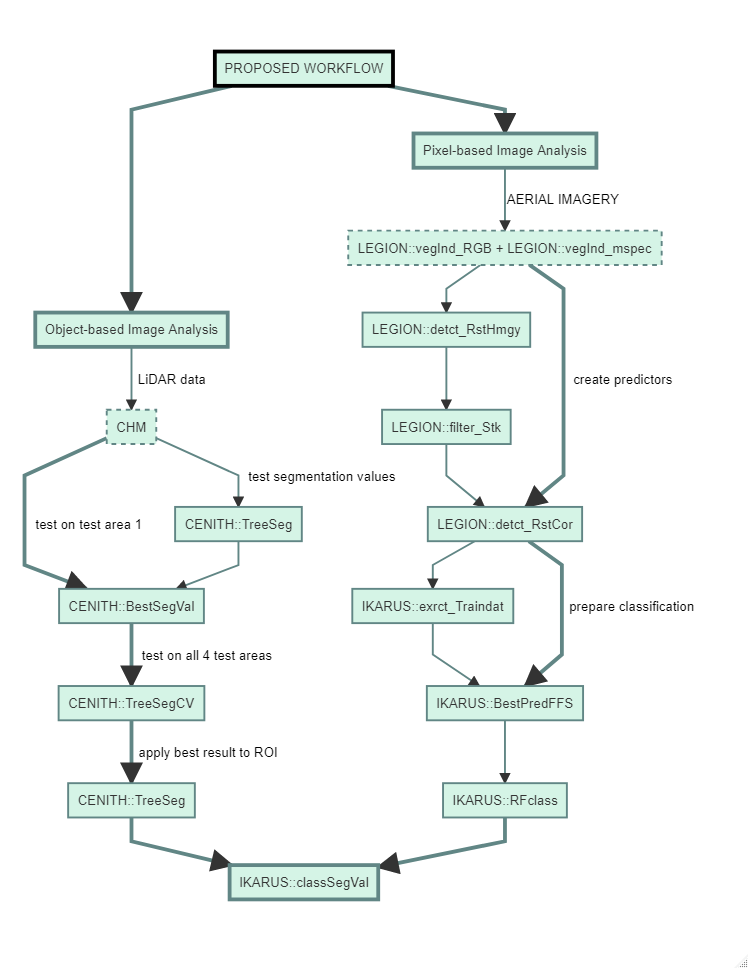 PROPOSED WORKFLOW
Pixel-based Image Analysis
AERIAL IMAGERY
LEGION::vegInd_RGB + LEGION::vegInd_mspec
Object-based Image Analysis
LEGION::detct_RstHmgy
LiDAR data
create predictors
CHM
LEGION::filter_Stk
test segmentation values
test on test area 1
CENITH::TreeSeg
LEGION::detct_RstCor
CENITH::BestSegVal
IKARUS::exrct_Traindat
prepare classification
test on all 4 test areas
CENITH::TreeSegCV
IKARUS::BestPredFFS
apply best result to ROI
CENITH::TreeSeg
IKARUS::RFclass
IKARUS::classSegVal